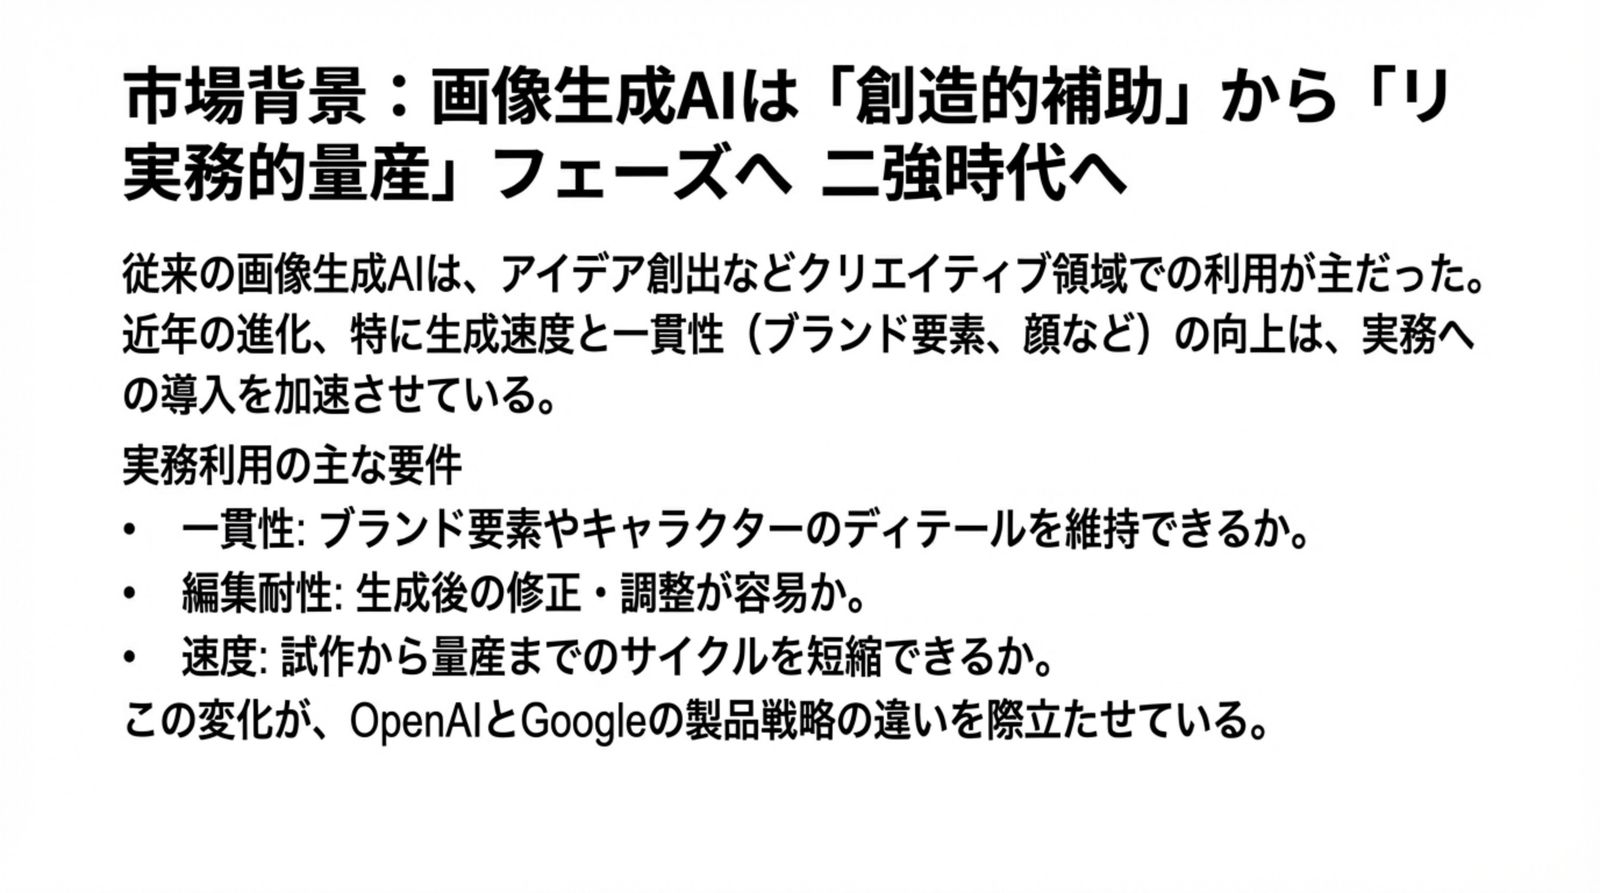 市場背景：画像生成AIは「創造的補助」から「リ
実務的量産」フェーズへ 二強時代へ
従来の画像生成AIは、アイデア創出などクリエイティブ領域での利用が主だった。
近年の進化、特に生成速度と一貫性（ブランド要素、顔など）の向上は、実務へ
の導入を加速させている。
実務利用の主な要件
• 一貫性: ブランド要素やキャラクターのディテールを維持できるか。
• 編集耐性: 生成後の修正・調整が容易か。
• 速度: 試作から量産までのサイクルを短縮できるか。
この変化が、OpenAIとGoogleの製品戦略の違いを際立たせている。